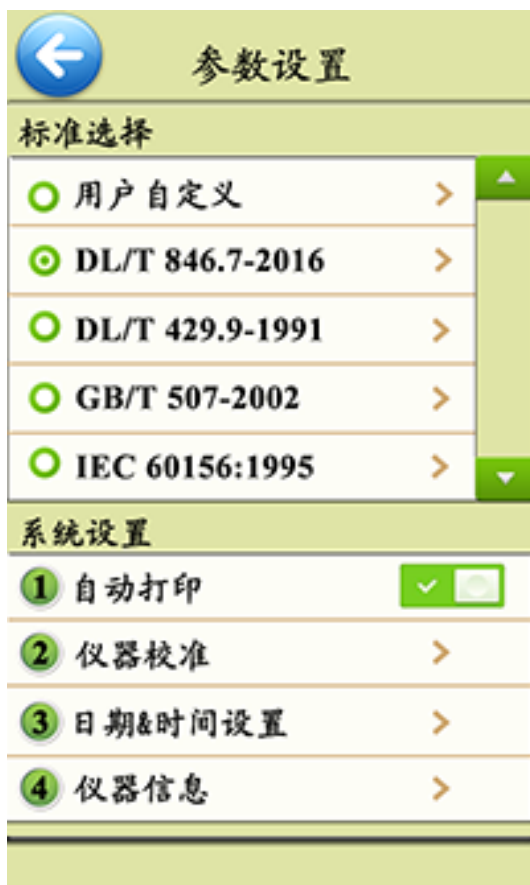 参数设置
标准选择
用户自定义
DL/T 846.7-2016
DL/T 429.9-1991
GB/T 507-2002
IEC 60156:1995
系统设置
1 自动打印
2 仪器校准
3 日期&时间设置
4 仪器信息